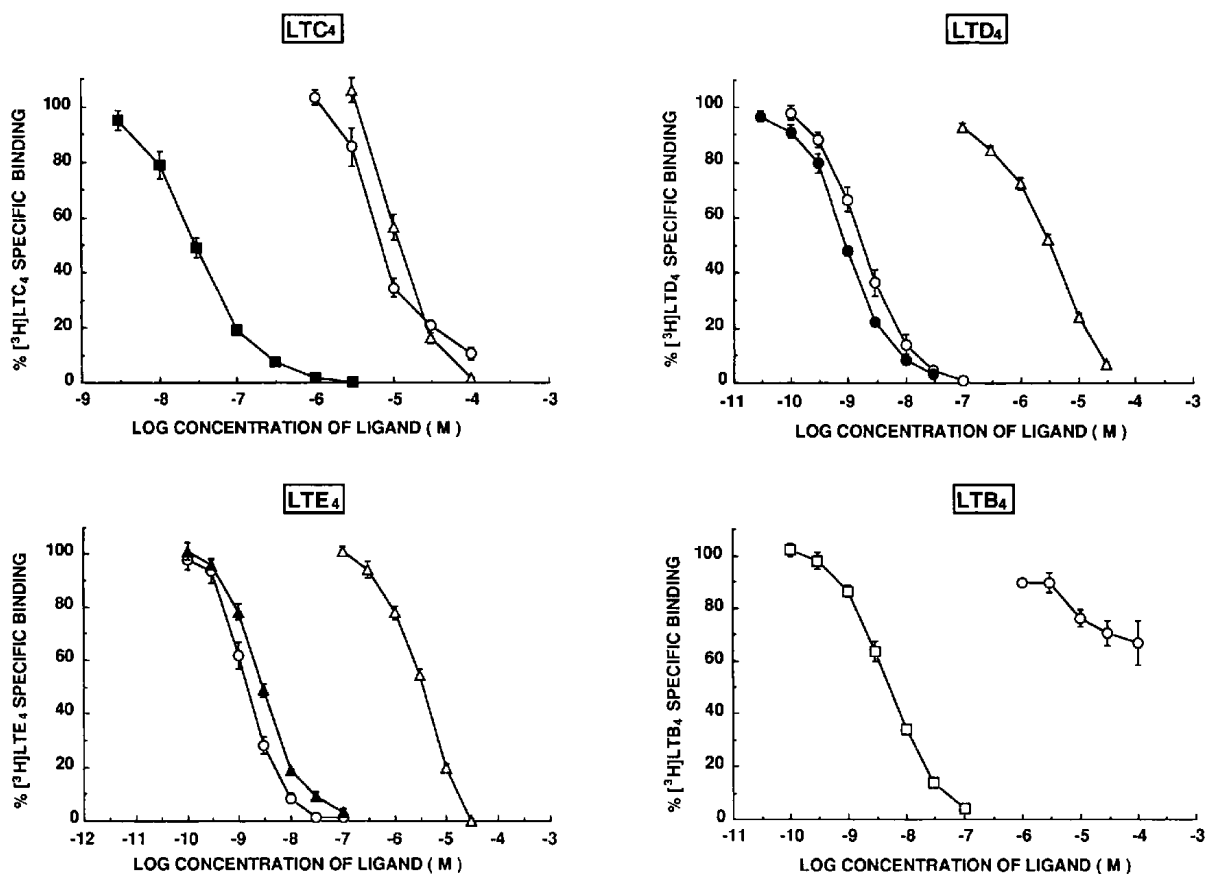 LTC₄
% [³H]LTC₄ SPECIFIC BINDING
100
80
60
40
20
0
-9 -8 -7 -6 -5 -4 -3
LOG CONCENTRATION OF LIGAND ( M )
LTD₄
% [³H]LTD₄ SPECIFIC BINDING
100
80
60
40
20
0
-11 -10 -9 -8 -7 -6 -5 -4 -3
LOG CONCENTRATION OF LIGAND ( M )
LTE₄
% [³H]LTE₄ SPECIFIC BINDING
100
80
60
40
20
0
-12 -11 -10 -9 -8 -7 -6 -5 -4 -3
LOG CONCENTRATION OF LIGAND ( M )
LTB₄
% [³H]LTB₄ SPECIFIC BINDING
100
80
60
40
20
0
-11 -10 -9 -8 -7 -6 -5 -4 -3
LOG CONCENTRATION OF LIGAND ( M )